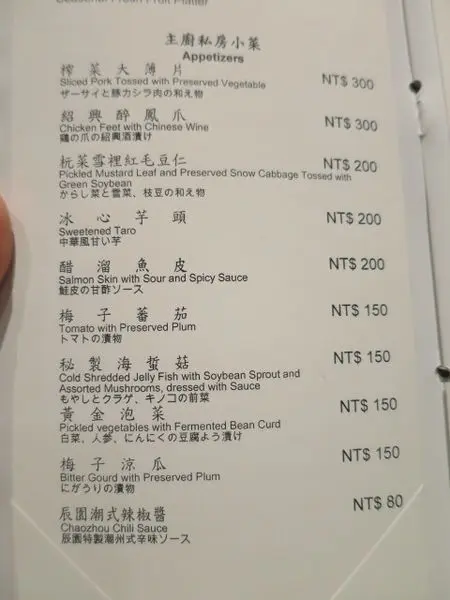 Seasonal Fresh Fruit Platter
主廚私房小菜
Appetizers
榨菜大薄片 NT$ 300
Sliced Pork Tossed with Preserved Vegetable
ザーサイと豚カシラ肉の和え物
紹興醉鳳爪 NT$ 300
Chicken Feet with Chinese Wine
鶏の爪の紹興酒漬け
杬菜雪裡紅毛豆仁 NT$ 200
Pickled Mustard Leaf and Preserved Snow Cabbage Tossed with
Green Soybean
からし菜と雪菜、枝豆の和え物
冰心芋頭 NT$ 200
Sweetened Taro
中華風甘い芋
醋溜魚皮 NT$ 200
Salmon Skin with Sour and Spicy Sauce
鮭皮の甘酢ソース
梅子蕃茄 NT$ 150
Tomato with Preserved Plum
トマトの漬物
秘製海蜇菇 NT$ 150
Cold Shredded Jelly Fish with Soybean Sprout and
Assorted Mushrooms, dressed with Sauce
もやしとクラゲ、キノコの前菜
黃金泡菜 NT$ 150
Pickled vegetables with Fermented Bean Curd
白菜、人参、にんにくの豆腐よう漬け
梅子涼瓜 NT$ 150
Bitter Gourd with Preserved Plum
にがうりの漬物
辰園潮式辣椒醬 NT$ 80
Chaozhou Chili Sauce
辰園特製潮州式辛味ソース